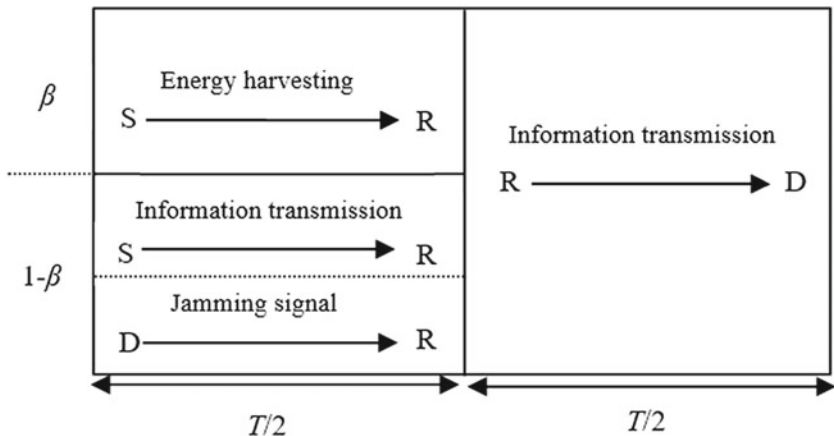 Energy harvesting
β
S R
Information transmission
R D
Information transmission
S R
1-β
Jamming signal
D R
T/2 T/2